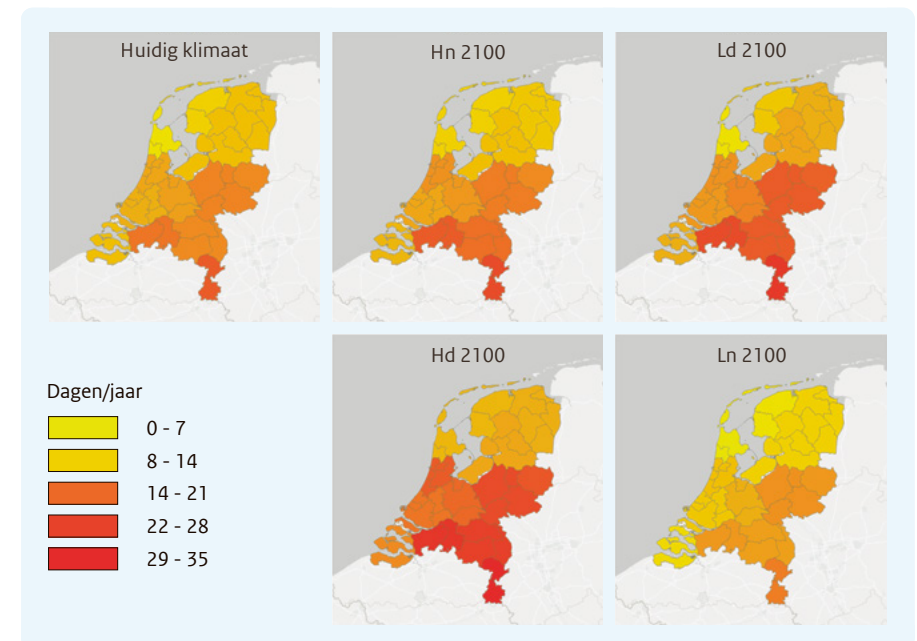 Huidig klimaat
Hn 2100
Ld 2100
Hd 2100
Ln 2100
Dagen/jaar
0 - 7
8 - 14
14 - 21
22 - 28
29 - 35